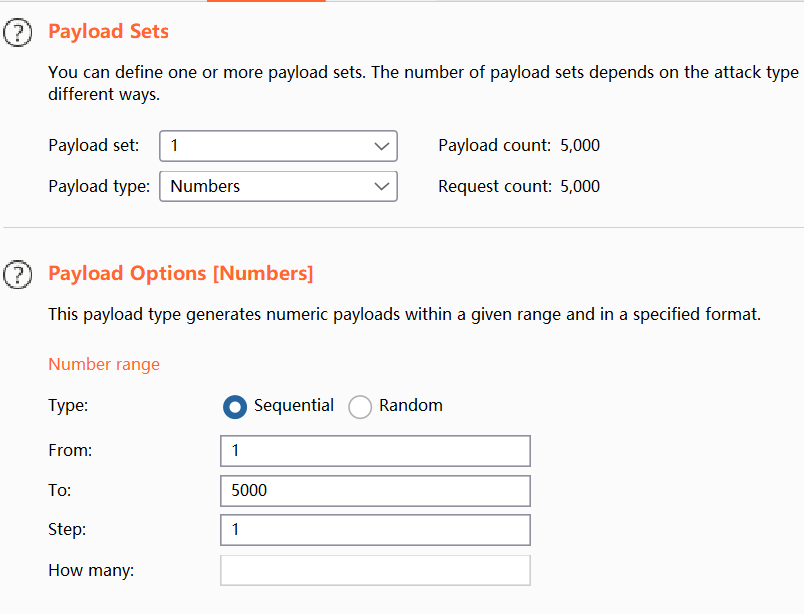 Payload Sets
You can define one or more payload sets. The number of payload sets depends on the attack type
different ways.
Payload set: 1 Payload count: 5,000
Payload type: Numbers Request count: 5,000
Payload Options [Numbers]
This payload type generates numeric payloads within a given range and in a specified format.
Number range
Type: Sequential Random
From: 1
To: 5000
Step: 1
How many: